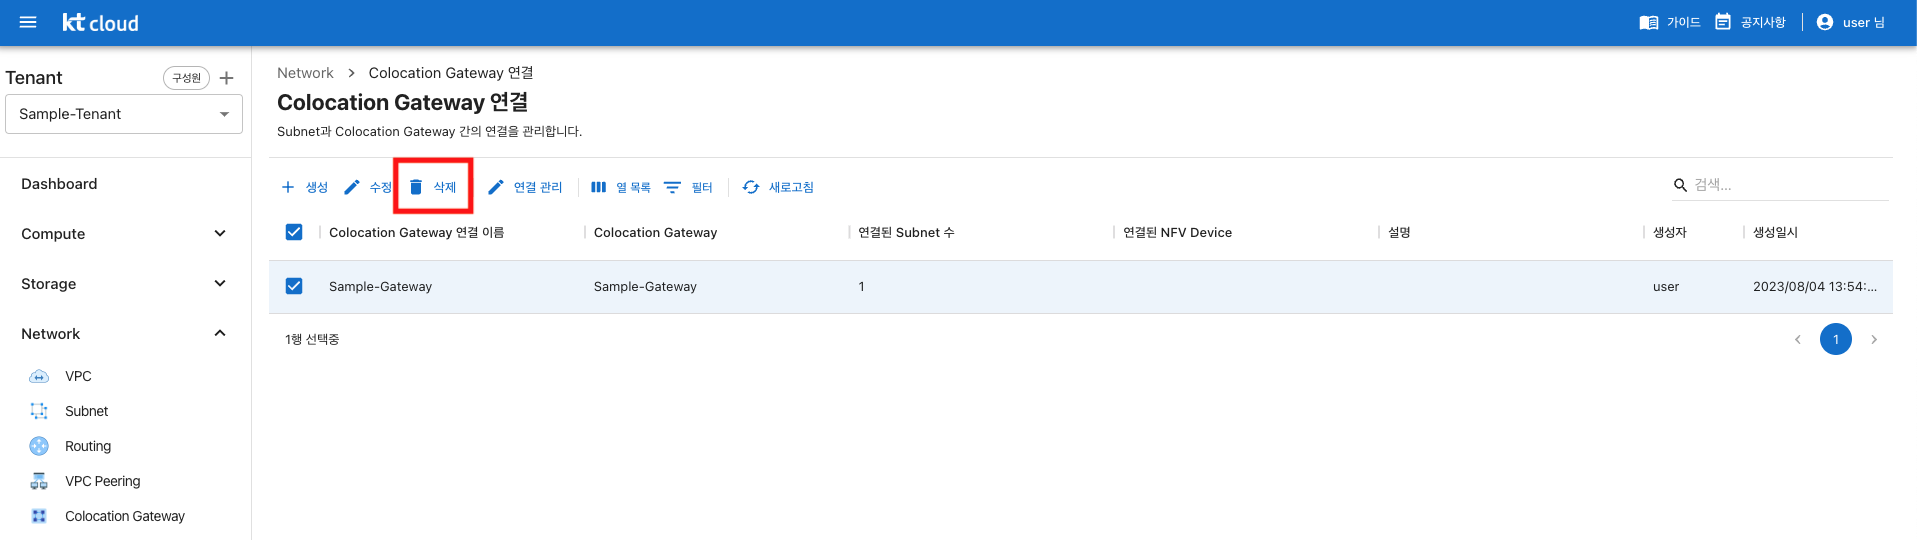 kt cloud
가이드 공지사항 user 님
Tenant 구성원
Sample-Tenant
Dashboard
Compute
Storage
Network
VPC
Subnet
Routing
VPC Peering
Colocation Gateway
Network > Colocation Gateway 연결
Colocation Gateway 연결
Subnet과 Colocation Gateway 간의 연결을 관리합니다.
생성 수정 삭제 연결 관리 열 목록 필터 새로고침 검색...
Colocation Gateway 연결 이름 Colocation Gateway 연결된 Subnet 수 연결된 NFV Device 설명 생성자 생성일시
Sample-Gateway Sample-Gateway 1 user 2023/08/04 13:54:...
1행 선택중 1